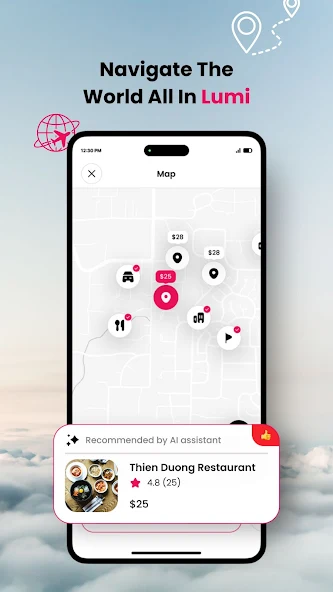 Navigate The
World All In Lumi
12:30 PM
Map
$28
$28
$25
Recommended by AI assistant
Thien Duong Restaurant
4.8 (25)
$25